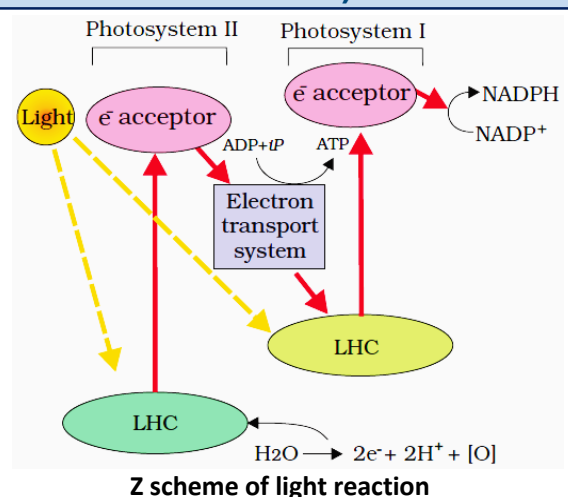 Photosystem II
Photosystem I
Light
e⁻ acceptor
e⁻ acceptor
NADPH
NADP⁺
ADP+iP
ATP
Electron
transport
system
LHC
LHC
H2O → 2e⁻ + 2H⁺ + [O]
Z scheme of light reaction